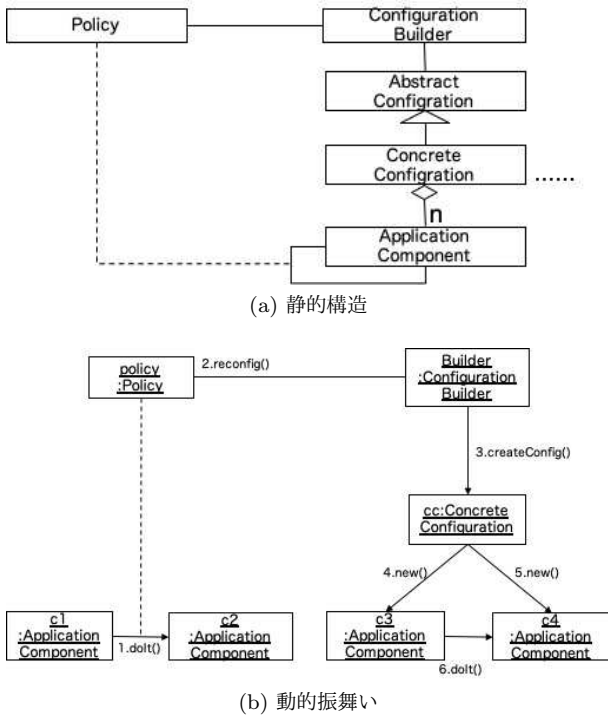 Policy
Configuration
Builder
Abstract
Configration
Concrete
Configration
......
n
Application
Component
(a) 静的構造
policy
:Policy
2.reconfig()
Builder
:Configuration
Builder
3.createConfig()
cc:Concrete
Configuration
4.new()
5.new()
c1
:Application
Component
1.doIt()
c2
:Application
Component
c3
:Application
Component
6.doIt()
c4
:Application
Component
(b) 動的振舞い